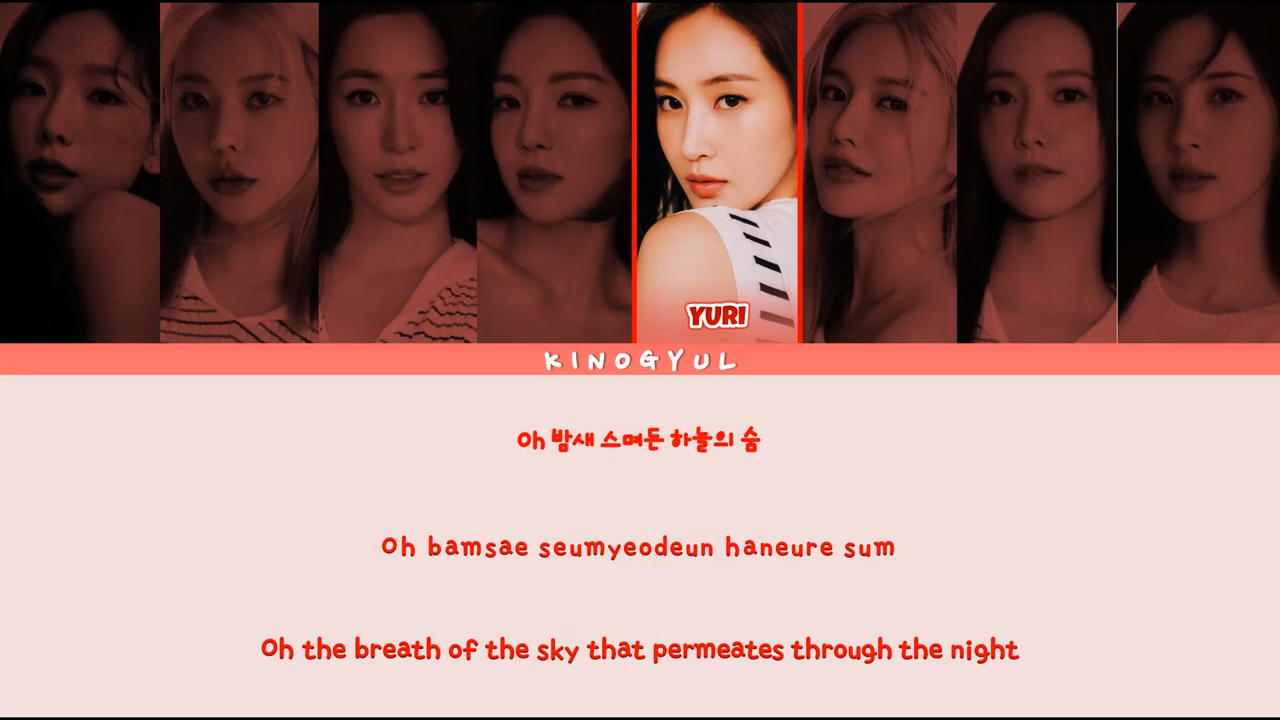 YURI
KINOGYUL
Oh 밤새 스며든 하늘의 숨
Oh bamsae seumyeodeun haneure sum
Oh the breath of the sky that permeates through the night